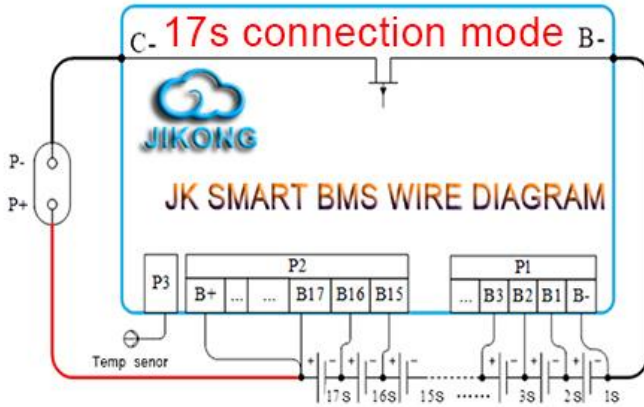 C- 17s connection mode B-
JIKONG
P-
P+
JK SMART BMS WIRE DIAGRAM
P3 P2 P1
B+ ... ... B17 B16 B15 ... B3 B2 B1 B-
Temp senor
+ - + - + - + - + - + -
17S 16S 15S ...... 3S 2S 1S